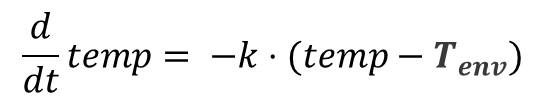 d/dt temp = −k · (temp − T_env)